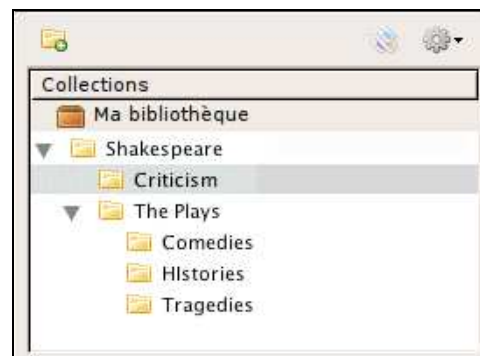 Collections
Ma bibliothèque
Shakespeare
Criticism
The Plays
Comedies
HIstories
Tragedies